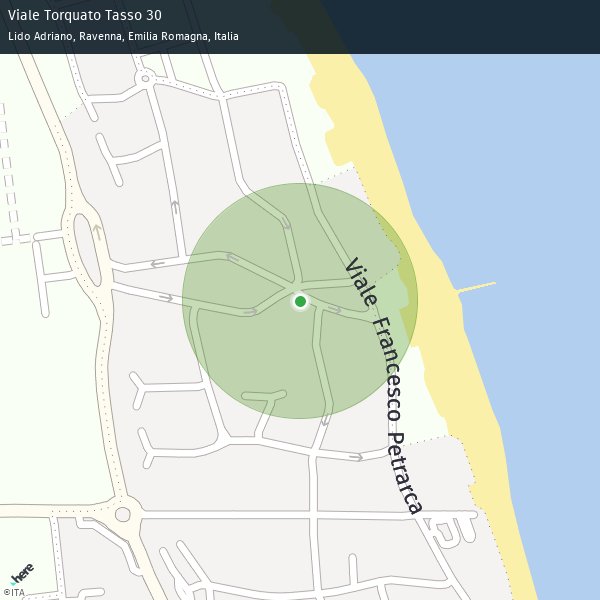 Viale Torquato Tasso 30
Lido Adriano, Ravenna, Emilia Romagna, Italia
Viale Francesco Petrarca
here
©ITA